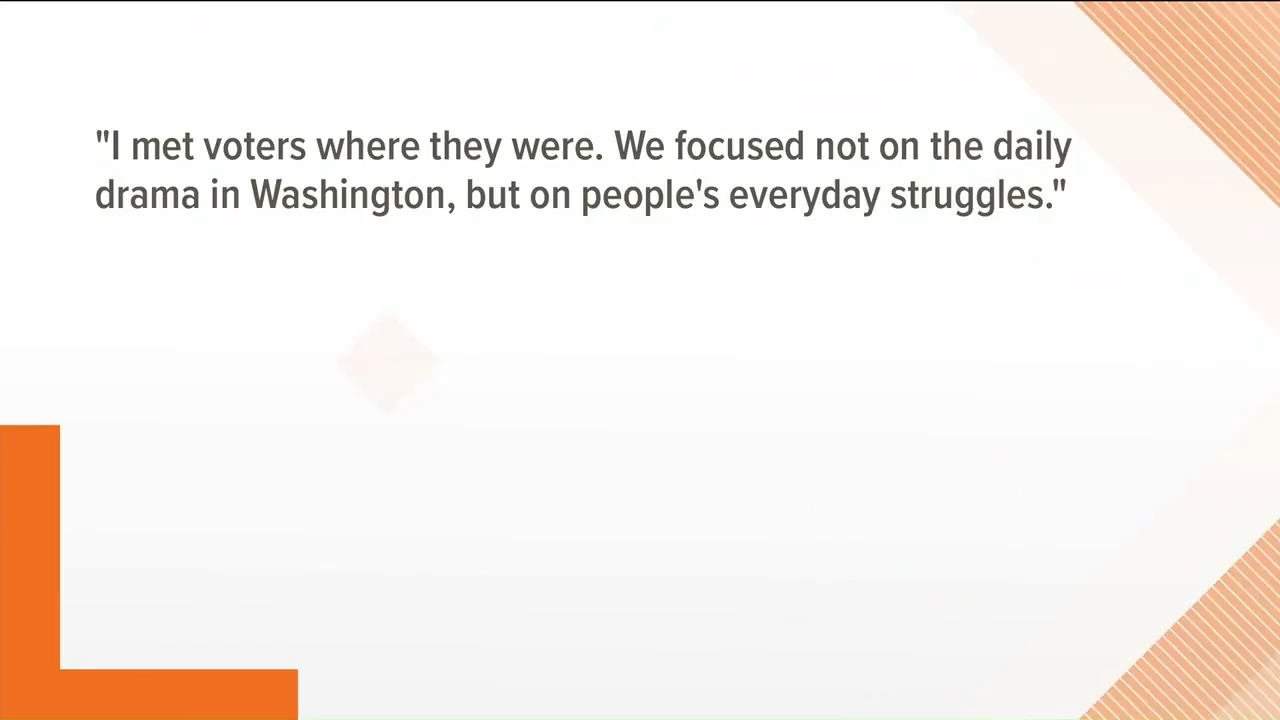 "I met voters where they were. We focused not on the daily
drama in Washington, but on people's everyday struggles."